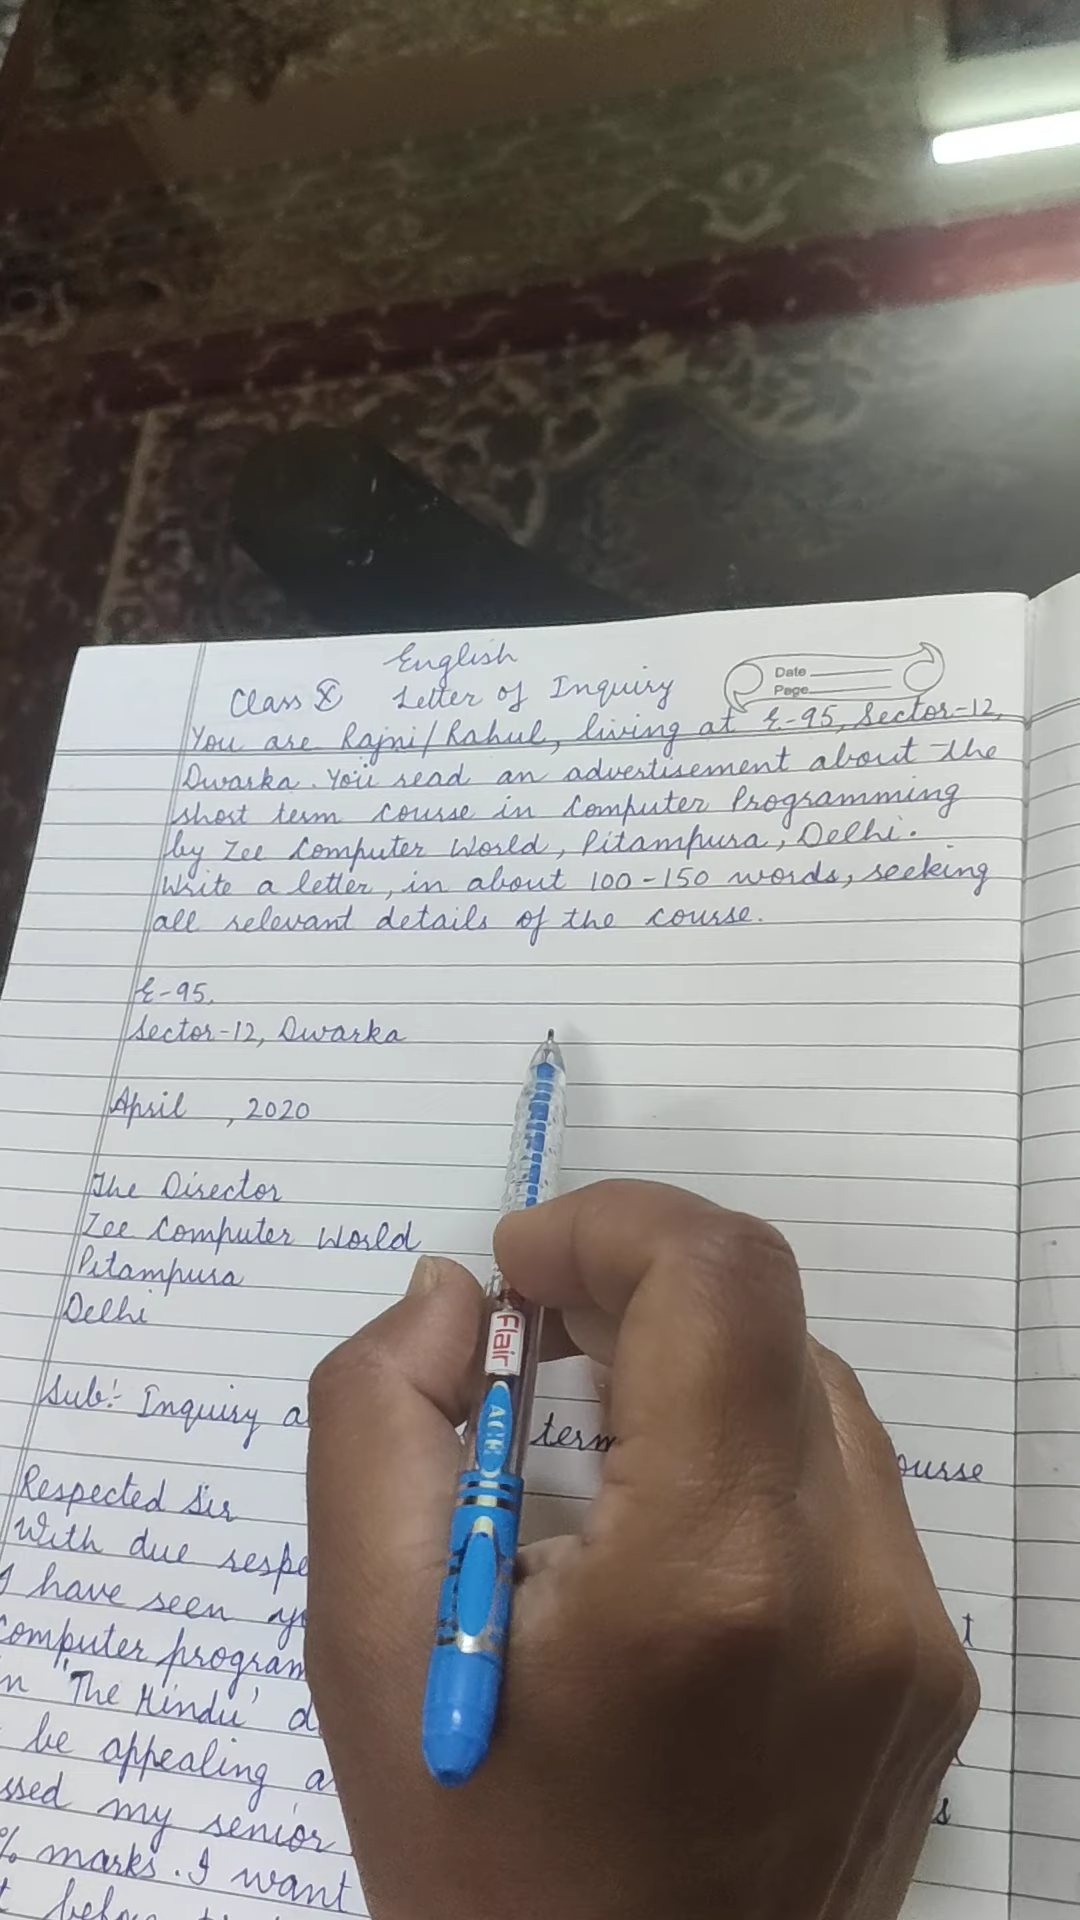 English
Class X Letter of Inquiry
Date
Page
You are Rajni/Rahul, living at E-95, Sector-12,
Dwarka. You read an advertisement about the
short term course in Computer Programming
by Zee Computer World, Pitampura, Delhi.
Write a letter, in about 100-150 words, seeking
all relevant details of the course.
E-95,
Sector-12, Dwarka
April , 2020
The Director
Zee Computer World
Pitampura
Delhi
Sub:- Inquiry term
Respected Sir
With due
I have seen
computer
"The Hindu'
be appealing
my senior
% marks. I want
Flair